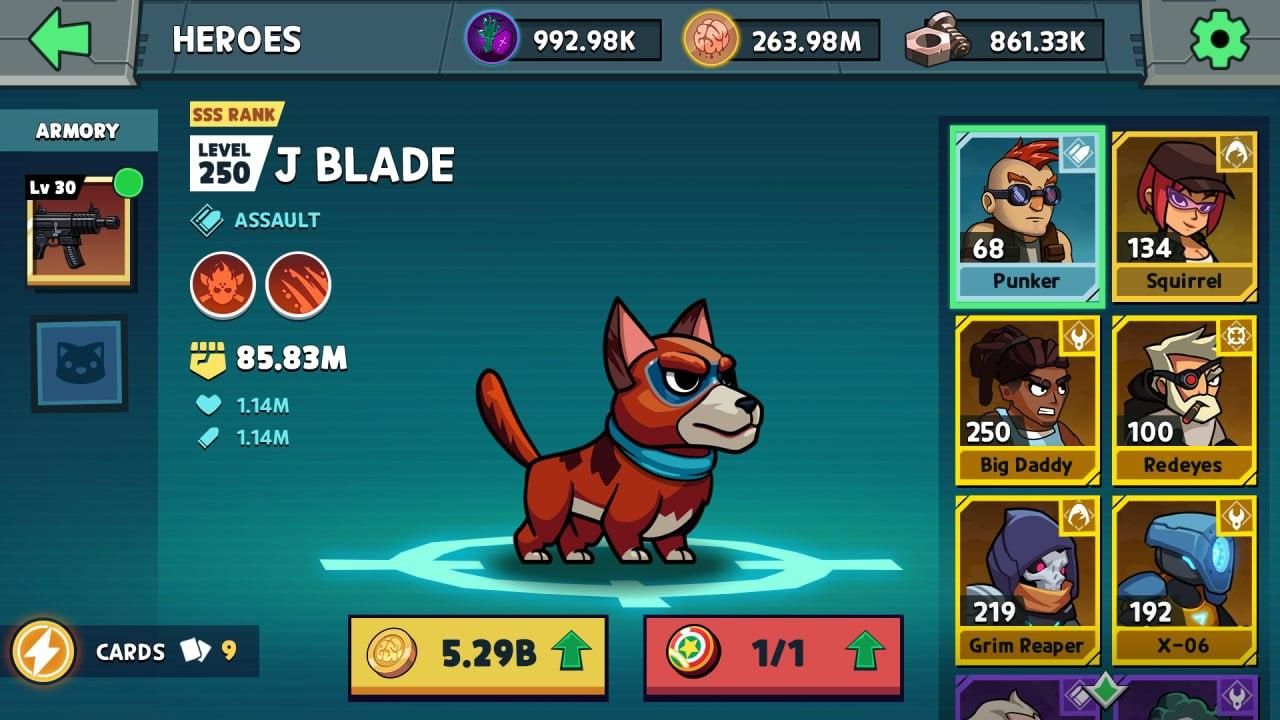 HEROES
992.98K
263.98M
861.33K
ARMORY
Lv 30
SSS RANK
LEVEL
250
J BLADE
ASSAULT
85.83M
1.14M
1.14M
CARDS 9
5.29B
1/1
68
Punker
134
Squirrel
250
Big Daddy
100
Redeyes
219
Grim Reaper
192
X-06